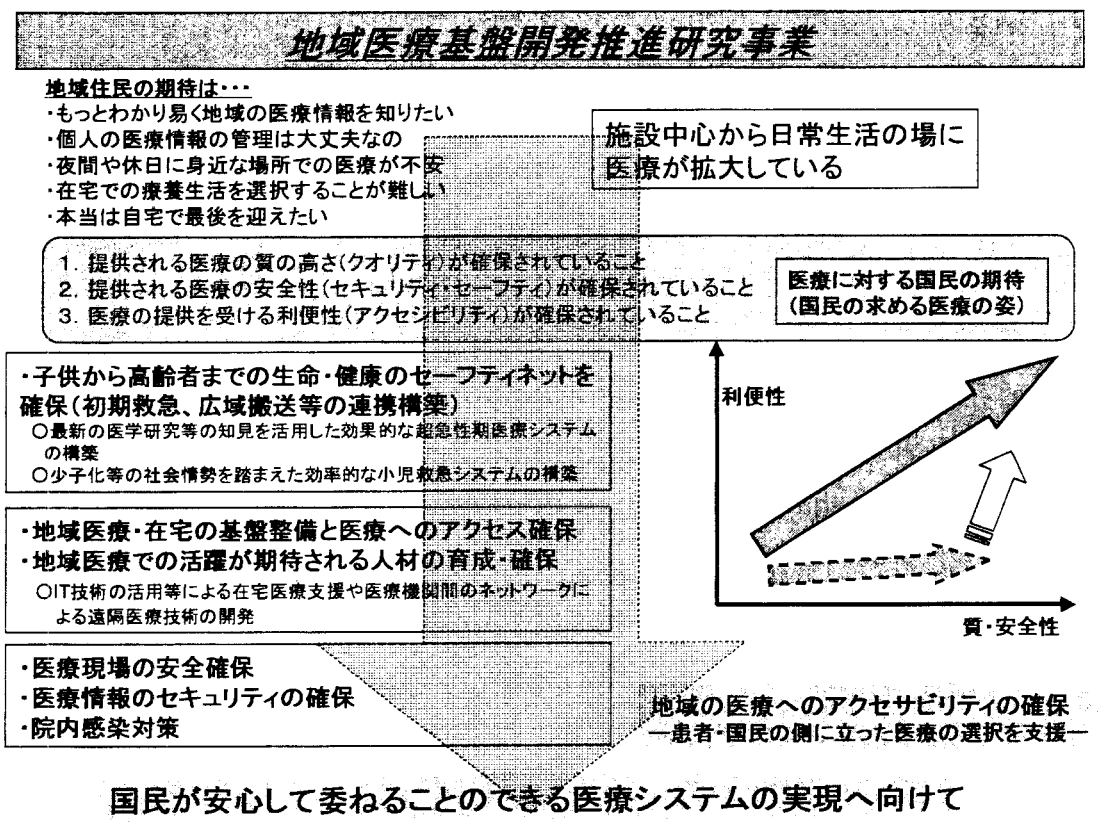 地域医療基盤開発推進研究事業
地域住民の期待は・・・
・もっとわかり易く地域の医療情報を知りたい
・個人の医療情報の管理は大丈夫なの
・夜間や休日に身近な場所での医療が不安
・在宅での療養生活を選択することが難しい
・本当は自宅で最後を迎えたい
施設中心から日常生活の場に
医療が拡大している
1．提供される医療の質の高さ(クオリティ)が確保されていること
2．提供される医療の安全性(セキュリティ・セーフティ)が確保されていること
3．医療の提供を受ける利便性(アクセシビリティ)が確保されていること
医療に対する国民の期待
(国民の求める医療の姿)
・子供から高齢者までの生命・健康のセーフティネットを
確保(初期救急、広域搬送等の連携構築)
○最新の医学研究等の知見を活用した効果的な超急性期医療システム
の構築
○少子化等の社会情勢を踏まえた効率的な小児救急システムの構築
・地域医療・在宅の基盤整備と医療へのアクセス確保
・地域医療での活躍が期待される人材の育成・確保
○IT技術の活用等による在宅医療支援や医療機関間のネットワークに
よる遠隔医療技術の開発
・医療現場の安全確保
・医療情報のセキュリティの確保
・院内感染対策
利便性
質・安全性
地域の医療へのアクセサビリティの確保
―患者・国民の側に立った医療の選択を支援―
国民が安心して委ねることのできる医療システムの実現へ向けて